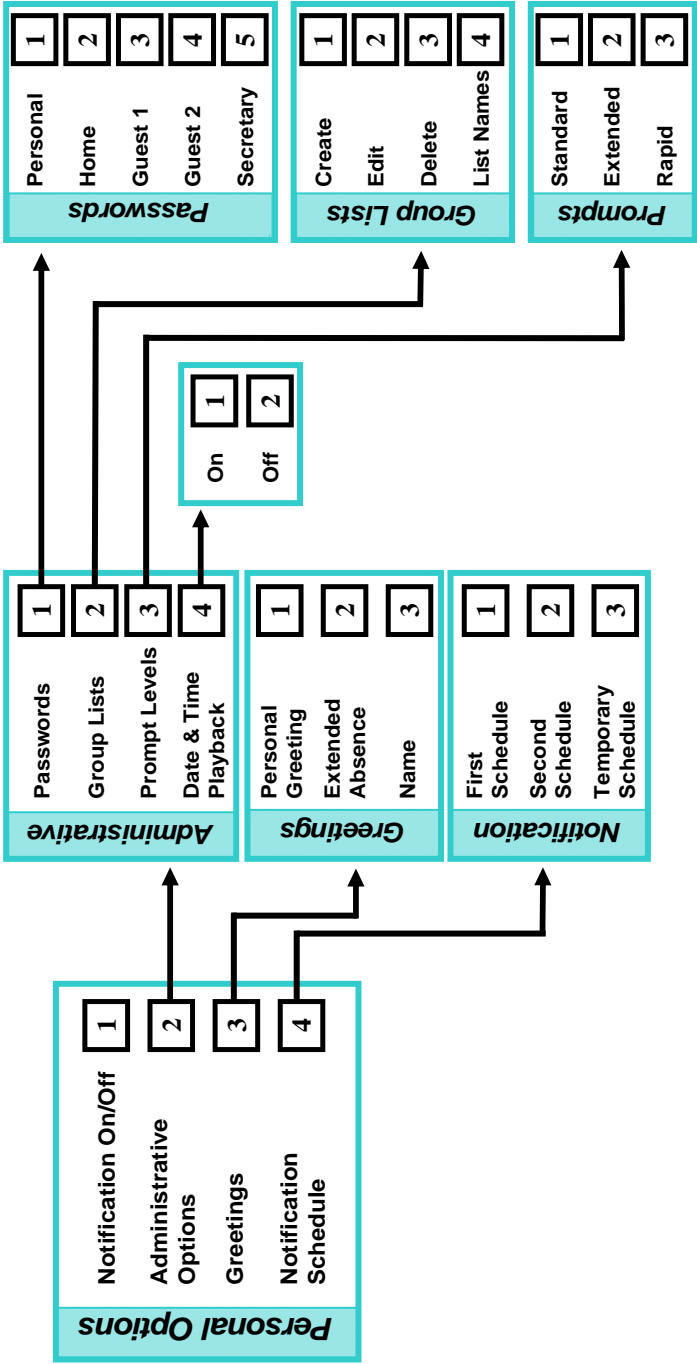 Personal Options
Notification On/Off
1
Administrative
Options
2
Greetings
3
Notification
Schedule
4
Administrative
Passwords
1
Group Lists
2
Prompt Levels
3
Date & Time
Playback
4
Greetings
Personal
Greeting
1
Extended
Absence
2
Name
3
Notification
First
Schedule
1
Second
Schedule
2
Temporary
Schedule
3
On
1
Off
2
Passwords
Personal
1
Home
2
Guest 1
3
Guest 2
4
Secretary
5
Group Lists
Create
1
Edit
2
Delete
3
List Names
4
Prompts
Standard
1
Extended
2
Rapid
3